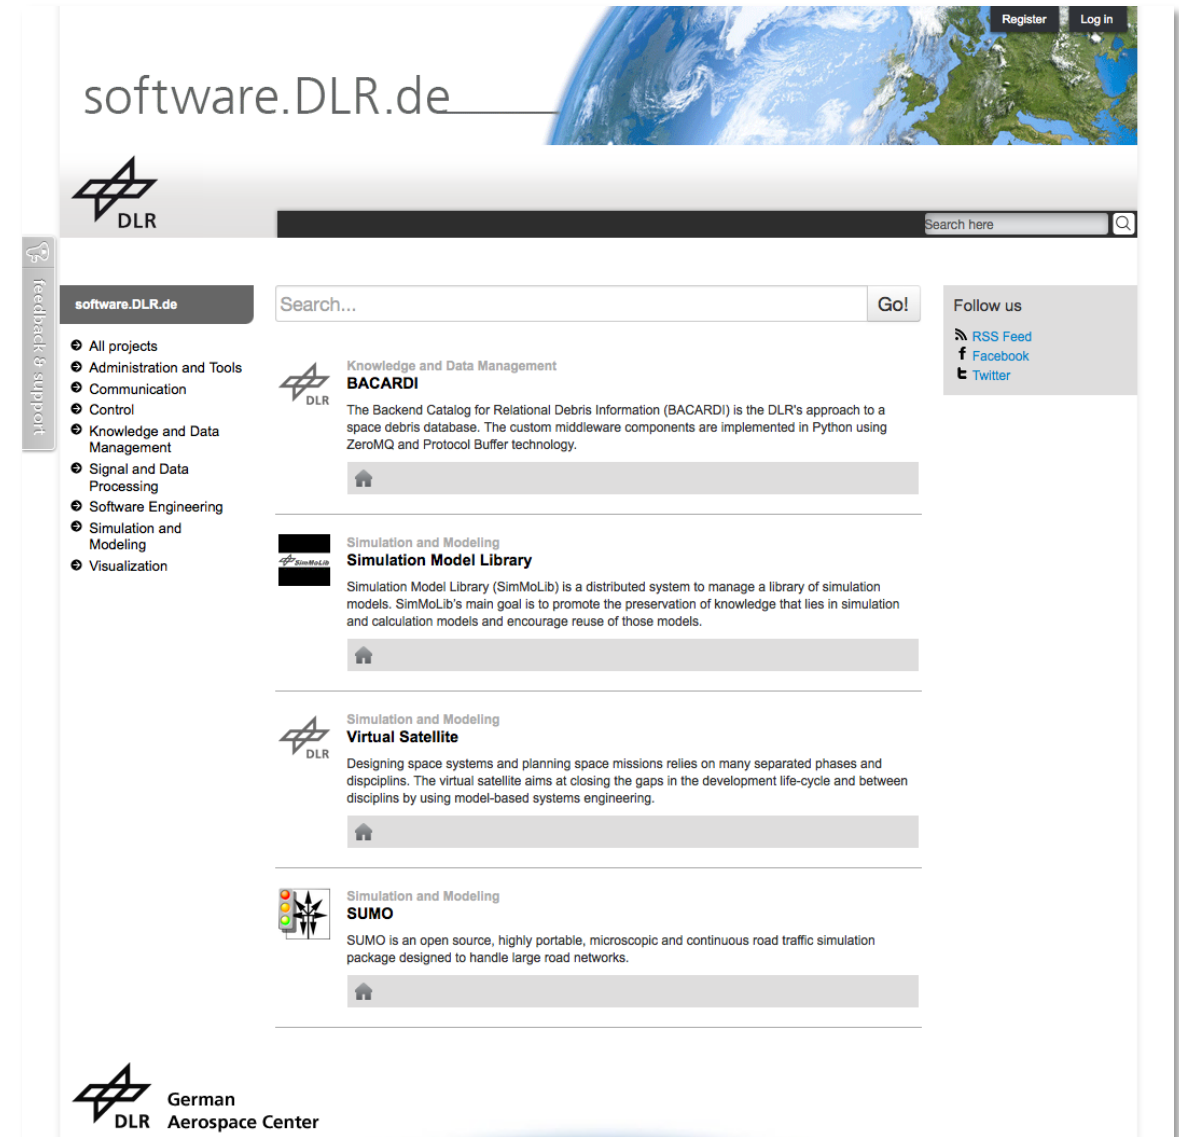 Register
Log in
software.DLR.de
DLR
Search here
feedback & support
software.DLR.de
All projects
Administration and Tools
Communication
Control
Knowledge and Data
Management
Signal and Data
Processing
Software Engineering
Simulation and
Modeling
Visualization
Search...
Go!
DLR
Knowledge and Data Management
BACARDI
The Backend Catalog for Relational Debris Information (BACARDI) is the DLR's approach to a
space debris database. The custom middleware components are implemented in Python using
ZeroMQ and Protocol Buffer technology.
SimMoLib
Simulation and Modeling
Simulation Model Library
Simulation Model Library (SimMoLib) is a distributed system to manage a library of simulation
models. SimMoLib's main goal is to promote the preservation of knowledge that lies in simulation
and calculation models and encourage reuse of those models.
DLR
Simulation and Modeling
Virtual Satellite
Designing space systems and planning space missions relies on many separated phases and
dispciplins. The virtual satellite aims at closing the gaps in the development life-cycle and between
disciplins by using model-based systems engineering.
Simulation and Modeling
SUMO
SUMO is an open source, highly portable, microscopic and continuous road traffic simulation
package designed to handle large road networks.
Follow us
RSS Feed
Facebook
Twitter
DLR
German
Aerospace Center